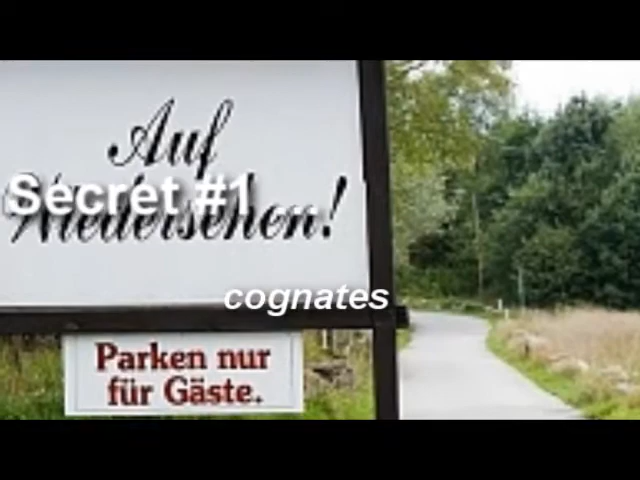 Auf
Wiedersehen!
Secret #1
cognates
Parken nur
für Gäste.